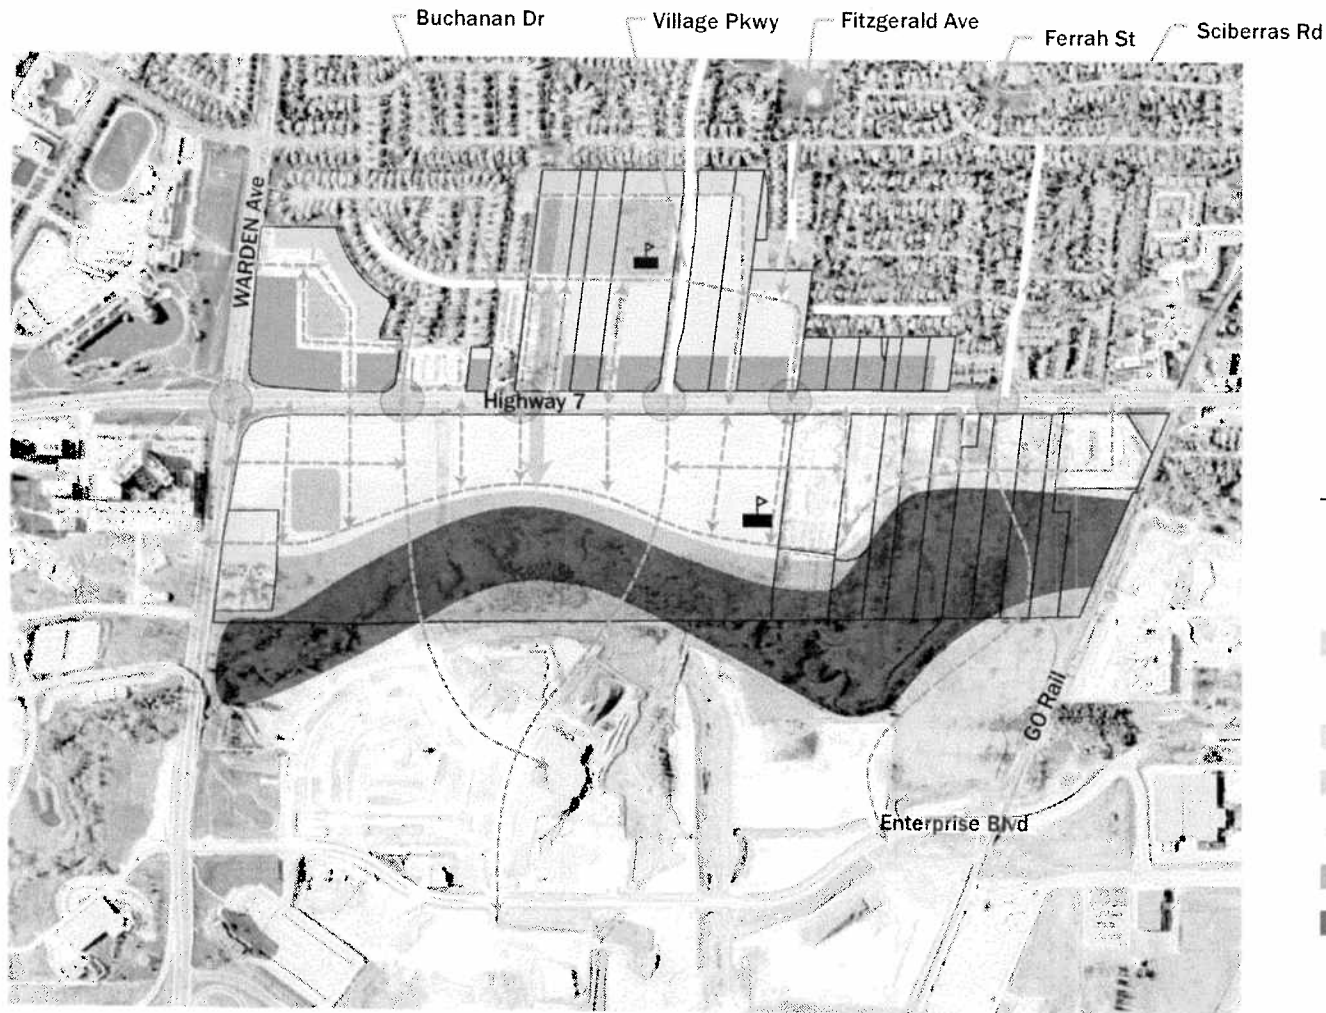 Buchanan Dr
Village Pkwy
Fitzgerald Ave
Ferrah St
Sciberras Rd
WARDEN Ave
Highway 7
GO Rail
Enterprise Blvd